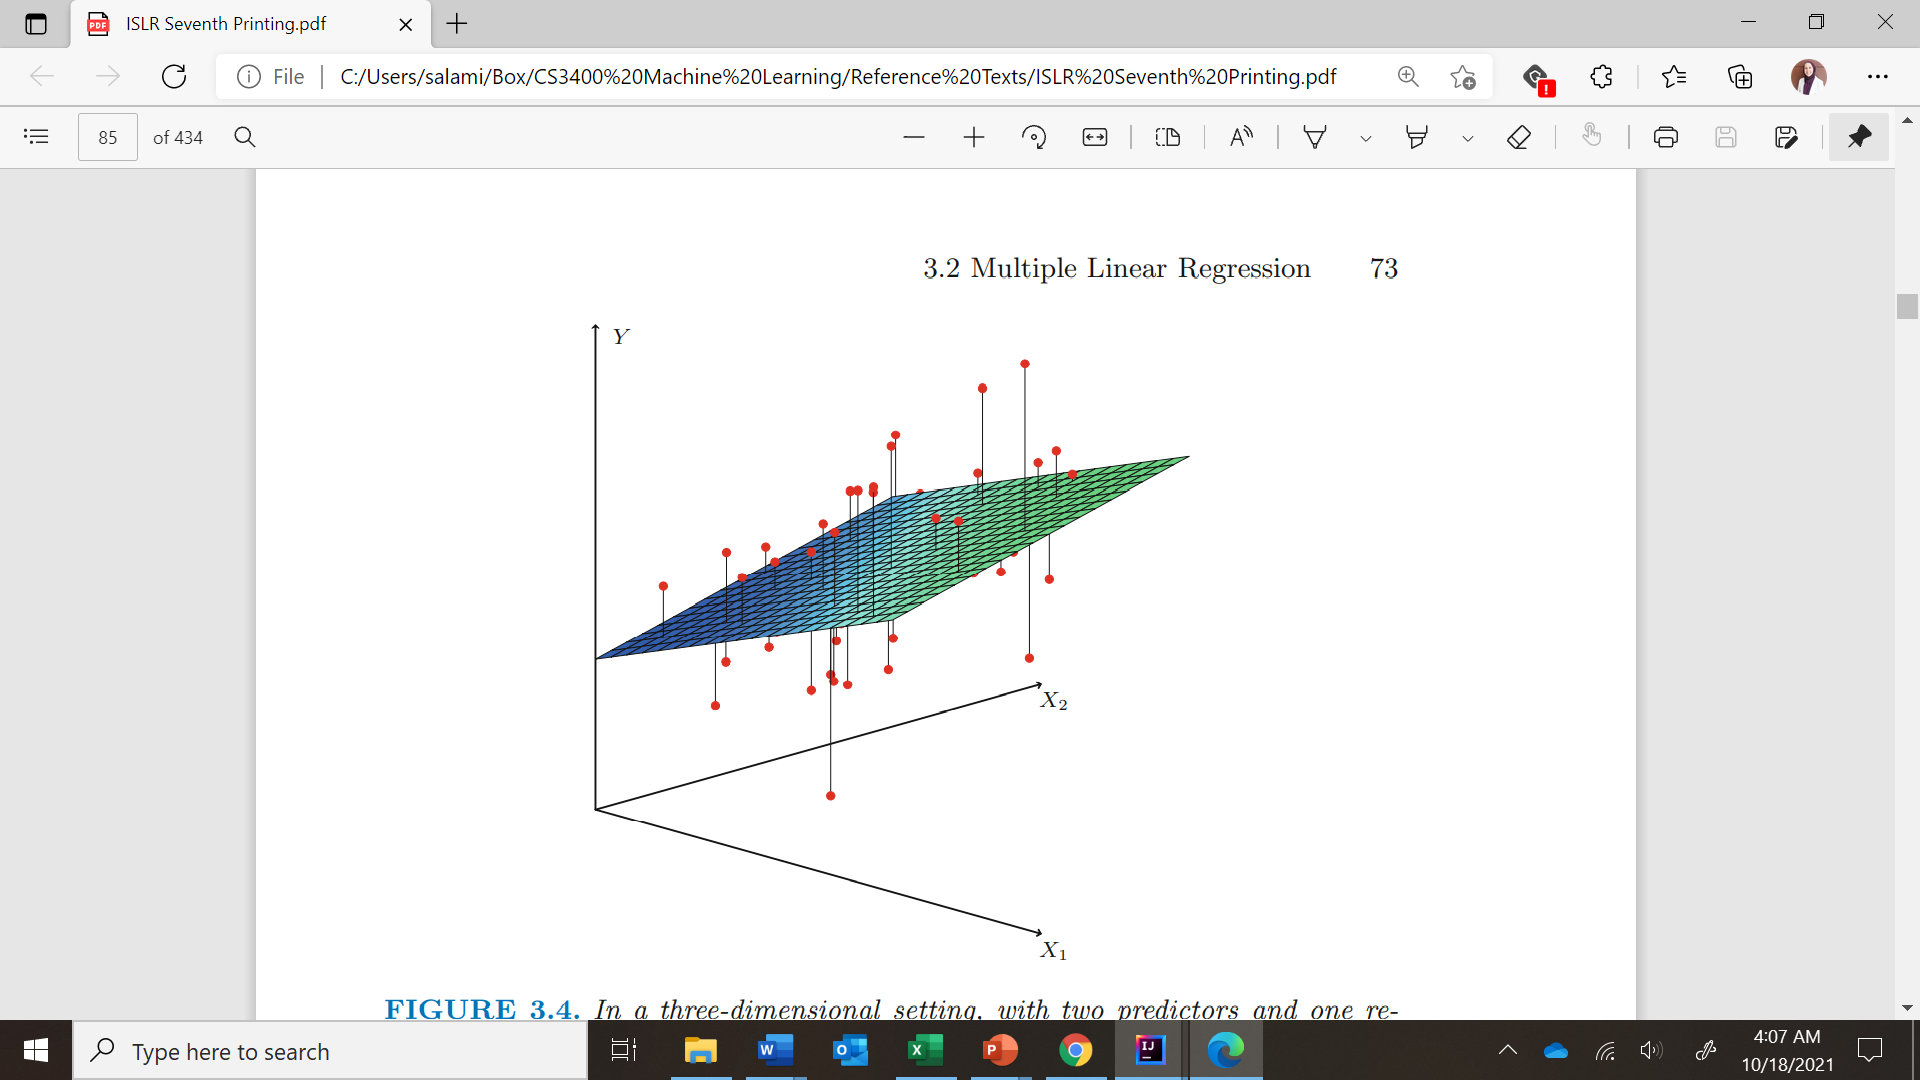 ISLR Seventh Printing.pdf
File
C:/Users/salami/Box/CS3400%20Machine%20Learning/Reference%20Texts/ISLR%20Seventh%20Printing.pdf
85 of 434
3.2 Multiple Linear Regression 73
Y
X₂
X₁
FIGURE 3.4. In a three-dimensional setting, with two predictors and one re-
Type here to search
4:07 AM
10/18/2021